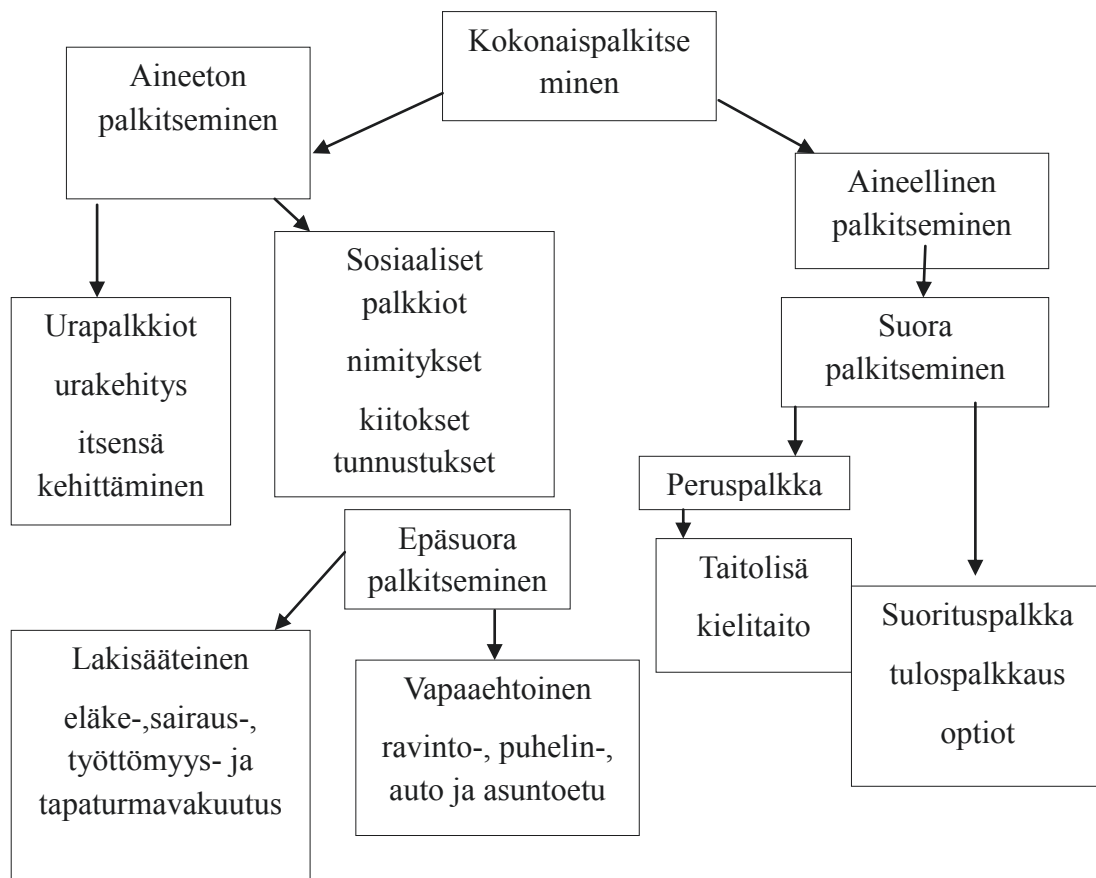 Kokonaispalkitse
minen
Aineeton
palkitseminen
Aineellinen
palkitseminen
Sosiaaliset
palkkiot
nimitykset
kiitokset
tunnustukset
Urapalkkiot
urakehitys
itsensä
kehittäminen
Suora
palkitseminen
Peruspalkka
Epäsuora
palkitseminen
Taitolisä
kielitaito
Suorituspalkka
tulospalkkaus
optiot
Lakisääteinen
eläke-,sairaus-,
työttömyys- ja
tapaturmavakuutus
Vapaaehtoinen
ravinto-, puhelin-,
auto ja asuntoetu